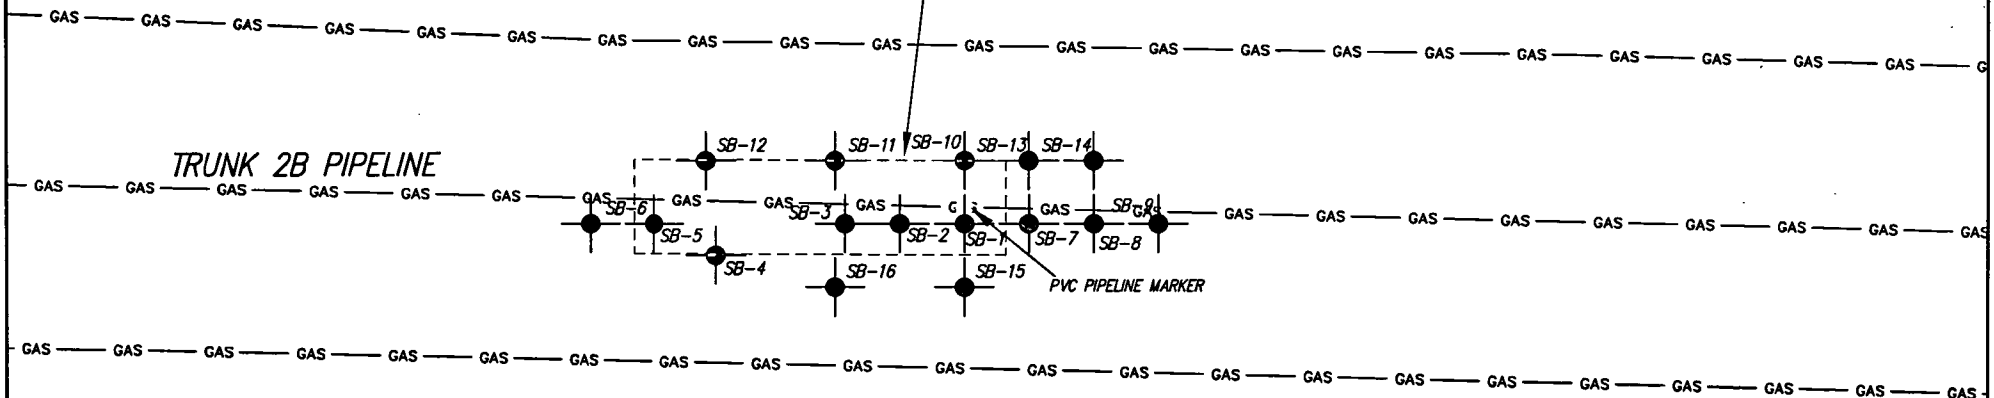 GAS GAS GAS GAS GAS GAS GAS GAS GAS GAS GAS GAS GAS GAS GAS GAS GAS GAS GAS GAS GAS G
SB-12 SB-11 SB-10 SB-13 SB-14
TRUNK 2B PIPELINE
GAS GAS GAS GAS GAS GAS GAS GAS GAS GAS GAS GAS GAS GAS GAS GAS GAS GAS GAS GAS GAS GAS
SB-6 SB-3 SB-9
SB-5 SB-2 SB-1 SB-7 SB-8
SB-4 SB-16 SB-15
PVC PIPELINE MARKER
GAS GAS GAS GAS GAS GAS GAS GAS GAS GAS GAS GAS GAS GAS GAS GAS GAS GAS GAS GAS GAS GAS